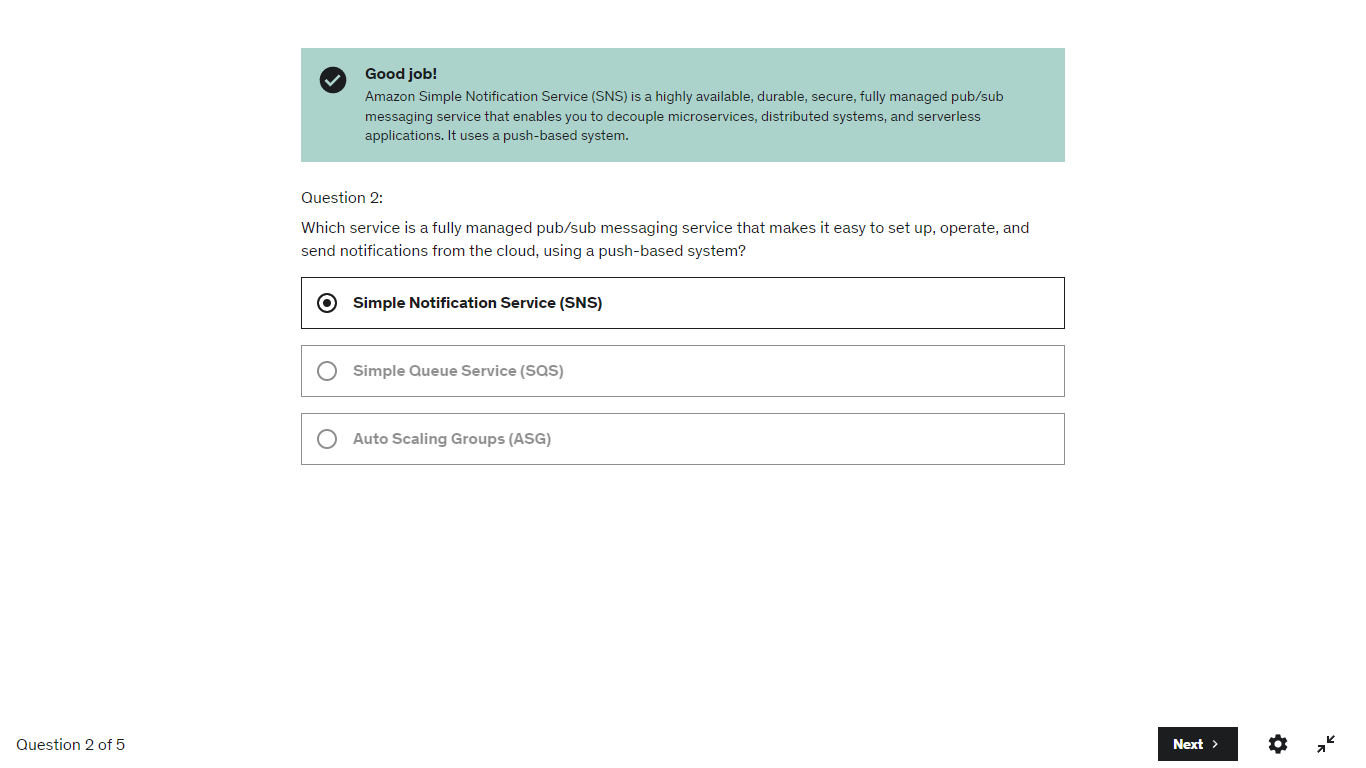 Good job!
Amazon Simple Notification Service (SNS) is a highly available, durable, secure, fully managed pub/sub
messaging service that enables you to decouple microservices, distributed systems, and serverless
applications. It uses a push-based system.
Question 2:
Which service is a fully managed pub/sub messaging service that makes it easy to set up, operate, and
send notifications from the cloud, using a push-based system?
Simple Notification Service (SNS)
Simple Queue Service (SQS)
Auto Scaling Groups (ASG)
Question 2 of 5
Next